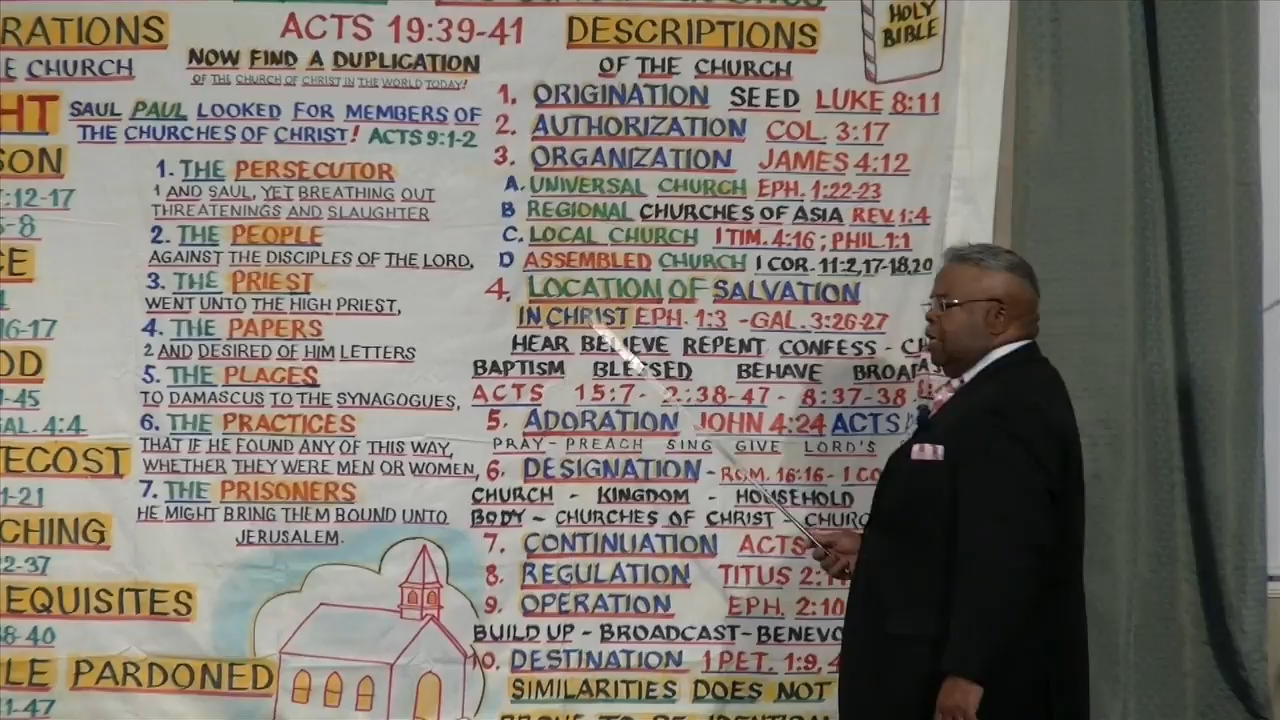 RATIONS
E CHURCH
HT
SON
:12-17
5-8
CE
16-17
OD
-45
AL. 4:4
TECOST
1-21
CHING
2-37
EQUISITES
38-40
LE PARDONED
1-47
ACTS 19:39-41
NOW FIND A DUPLICATION
OF THE CHURCH OF CHRIST IN THE WORLD TODAY!
SAUL PAUL LOOKED FOR MEMBERS OF
THE CHURCHES OF CHRIST! ACTS 9:1-2
1. THE PERSECUTOR
1 AND SAUL, YET BREATHING OUT
THREATENINGS AND SLAUGHTER
2. THE PEOPLE
AGAINST THE DISCIPLES OF THE LORD,
3. THE PRIEST
WENT UNTO THE HIGH PRIEST,
4. THE PAPERS
2 AND DESIRED OF HIM LETTERS
5. THE PLACES
TO DAMASCUS TO THE SYNAGOGUES,
6. THE PRACTICES
THAT IF HE FOUND ANY OF THIS WAY,
WHETHER THEY WERE MEN OR WOMEN,
7. THE PRISONERS
HE MIGHT BRING THEM BOUND UNTO
JERUSALEM.
DESCRIPTIONS
OF THE CHURCH
1. ORIGINATION SEED LUKE 8:11
2. AUTHORIZATION COL. 3:17
3. ORGANIZATION JAMES 4:12
A. UNIVERSAL CHURCH EPH. 1:22-23
B REGIONAL CHURCHES OF ASIA REV. 1:4
C. LOCAL CHURCH 1 TIM. 4:16; PHIL. 1:1
D ASSEMBLED CHURCH 1 COR. 11:2,17-18,20
4. LOCATION OF SALVATION
IN CHRIST EPH. 1:3 -GAL. 3:26-27
HEAR BELIEVE REPENT CONFESS -
BAPTISM BLESSED BEHAVE BROA
ACTS 15:7- 2:38-47 - 8:37-38
5. ADORATION JOHN 4:24 ACTS
PRAY- PREACH SING GIVE LORD'S
6. DESIGNATION- ROM. 16:16- 1 CO
CHURCH - KINGDOM - HOUSEHOLD
BODY - CHURCHES OF CHRIST - CHURC
7. CONTINUATION ACTS
8. REGULATION TITUS 2:1
9. OPERATION EPH. 2:10
BUILD UP - BROADCAST- BENEVO
10. DESTINATION 1 PET. 1:9, 4
SIMILARITIES DOES NOT
HOLY
BIBLE